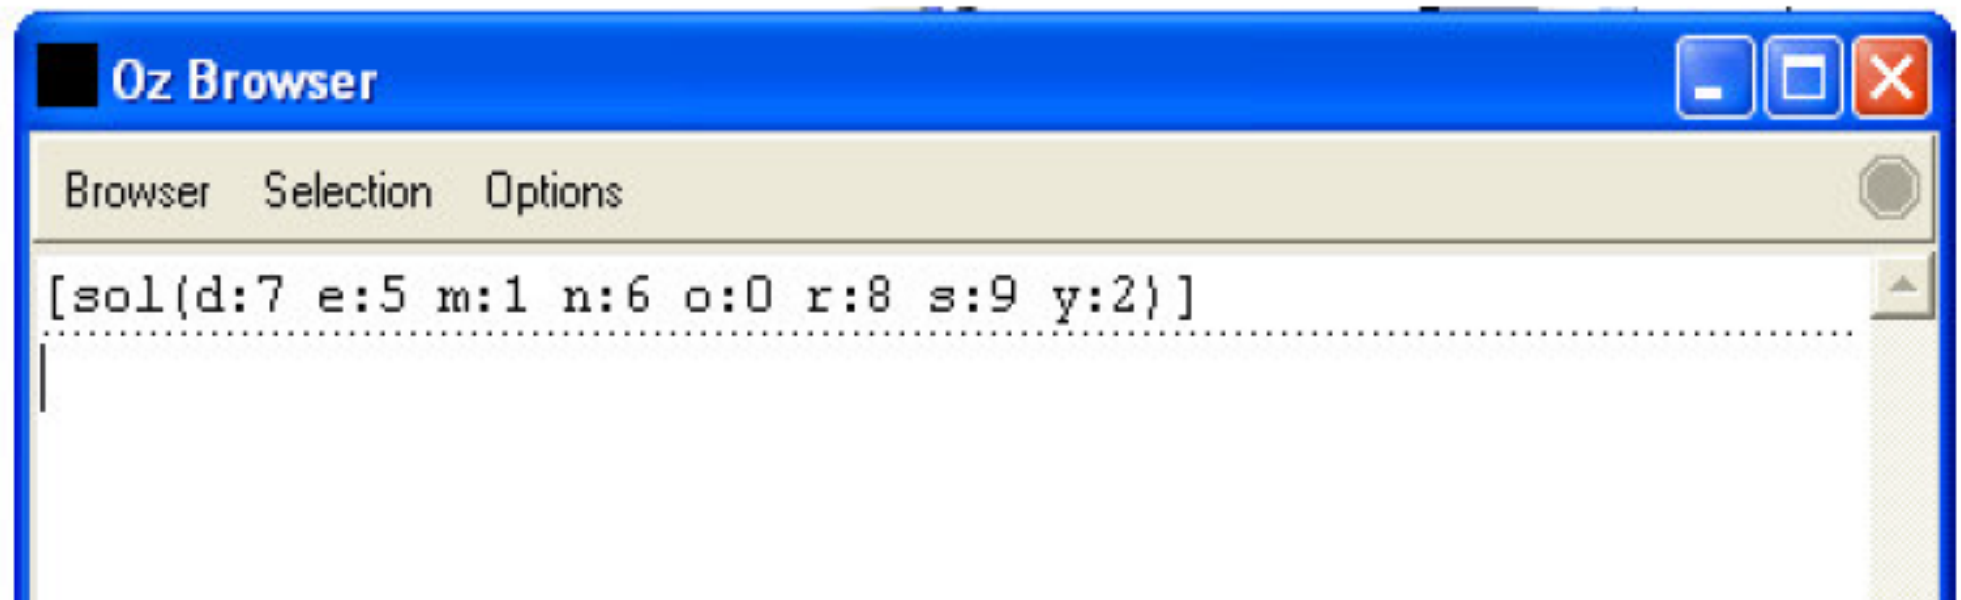 Oz Browser
Browser Selection Options
[sol(d:7 e:5 m:1 n:6 o:0 r:8 s:9 y:2)]